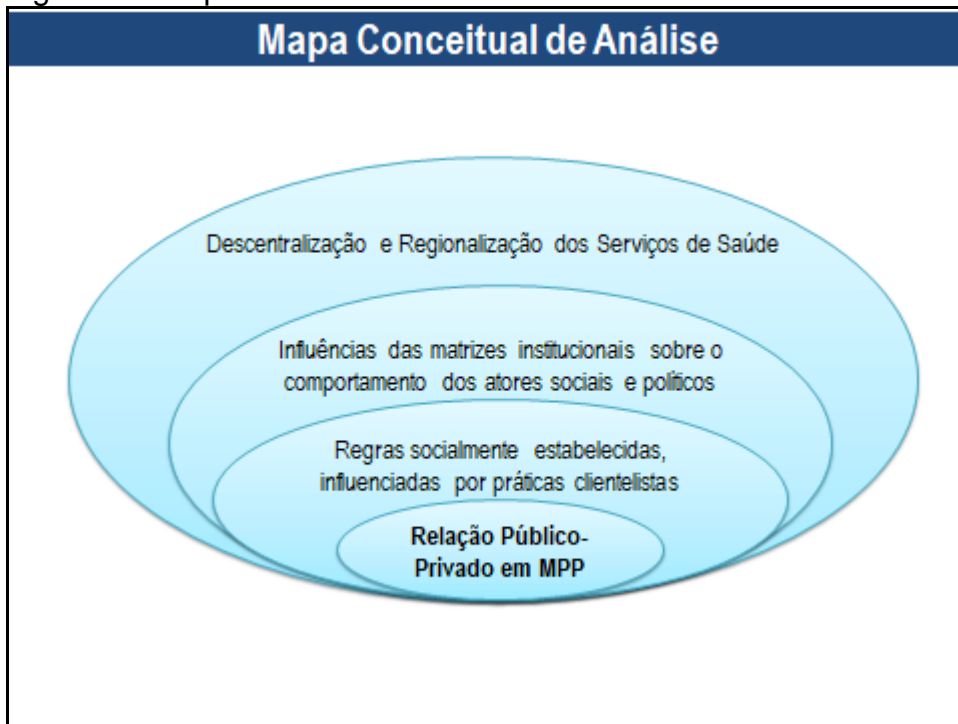 Mapa Conceitual de Análise
Descentralização e Regionalização dos Serviços de Saúde
Influências das matrizes institucionais sobre o
comportamento dos atores sociais e políticos
Regras socialmente estabelecidas,
influenciadas por práticas clientelistas
Relação Público-
Privado em MPP